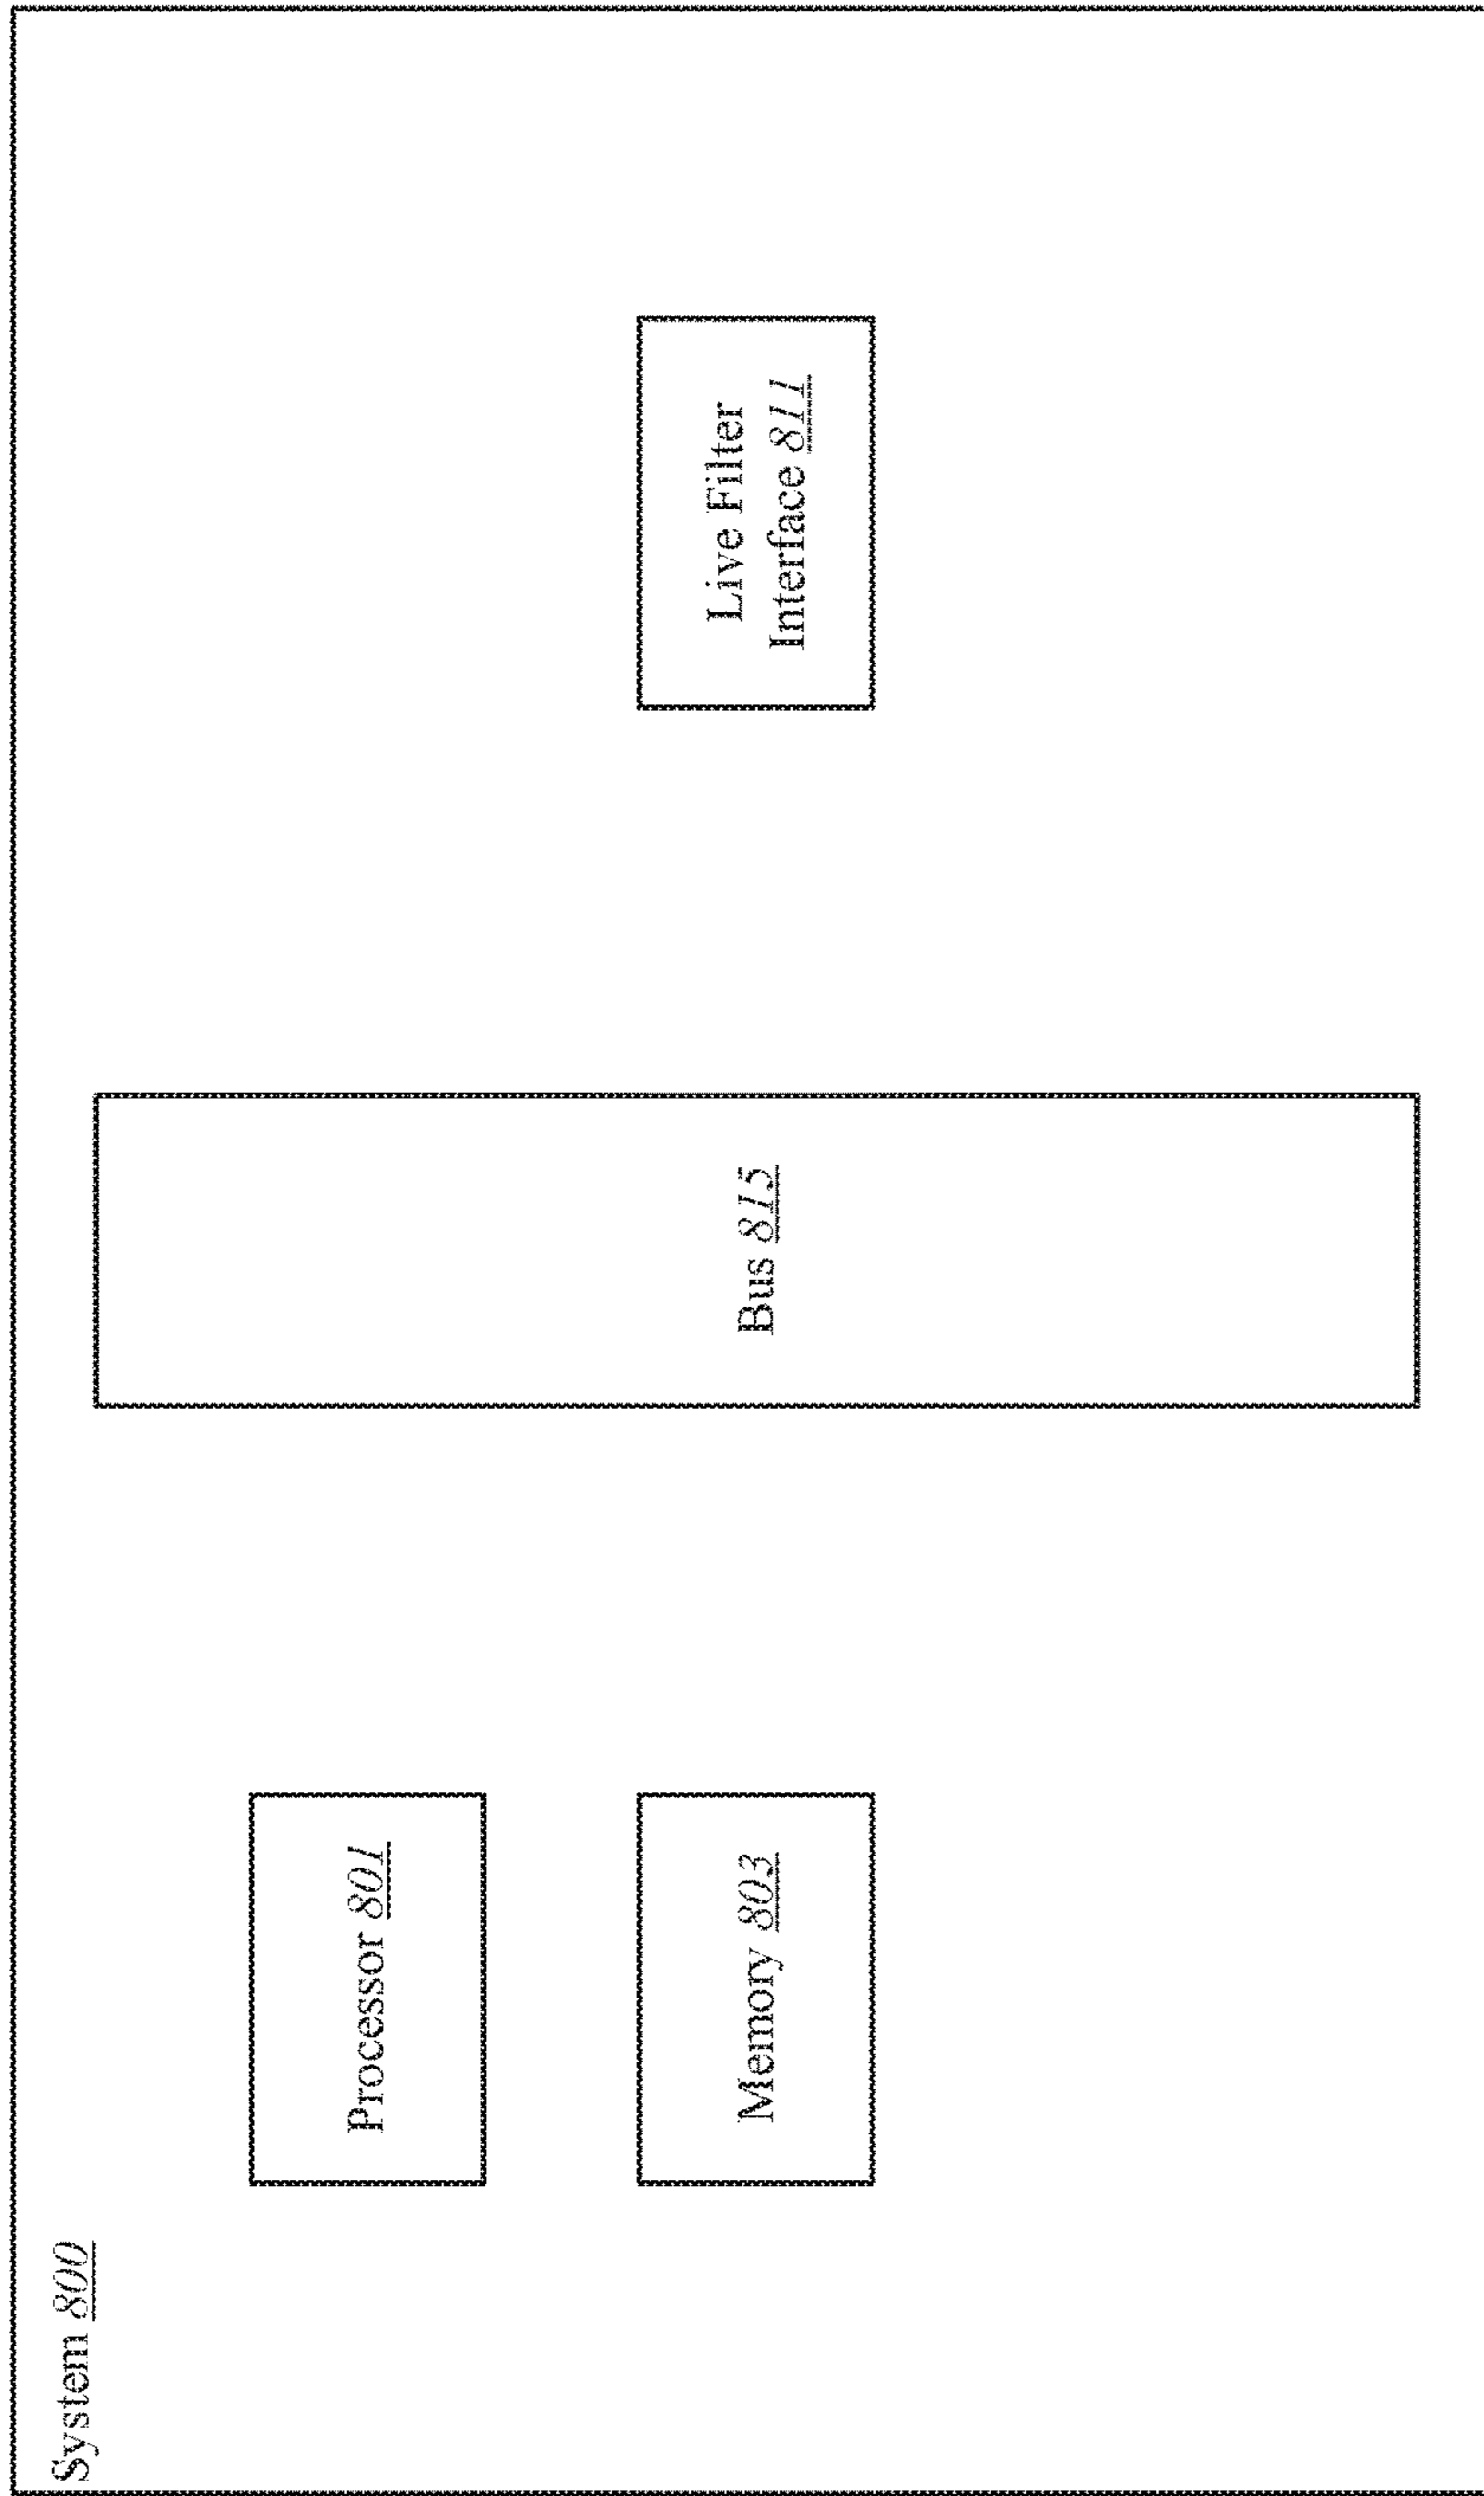 System 800
Processor 801
Memory 803
Bus 815
Live Filter
Interface 811